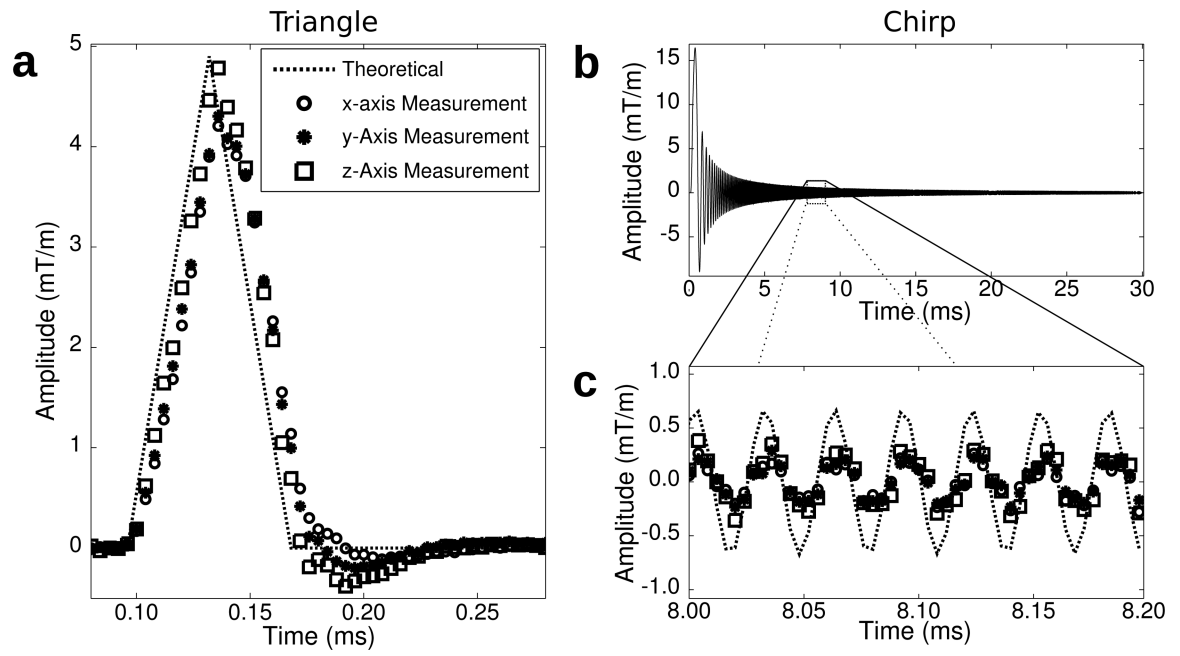 Triangle
Chirp
a
5
4
3
2
1
0
Amplitude (mT/m)
0.10
0.15
0.20
0.25
Time (ms)
Theoretical
x-axis Measurement
y-Axis Measurement
z-Axis Measurement
b
15
10
5
0
-5
Amplitude (mT/m)
0
5
10
15
20
25
30
Time (ms)
c
1.0
0.5
0.0
-0.5
-1.0
Amplitude (mT/m)
8.00
8.05
8.10
8.15
8.20
Time (ms)